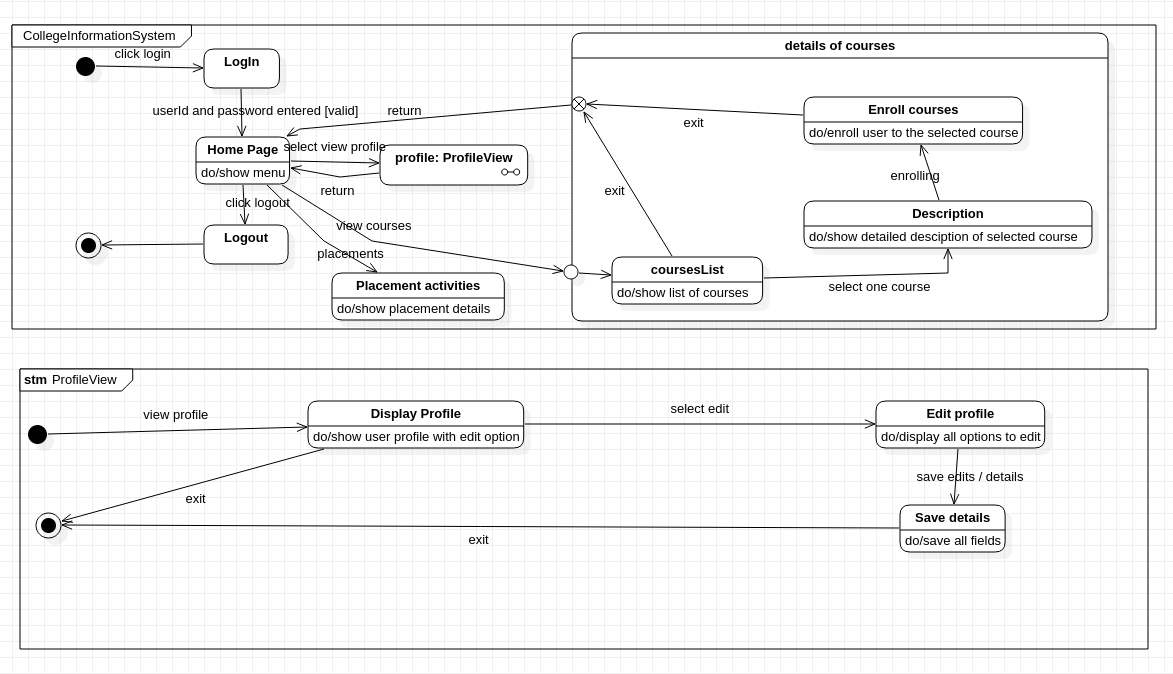 CollegeInformationSystem
click login
LogIn
details of courses
userId and password entered [valid]
return
Home Page
do/show menu
select view profile
profile: ProfileView
return
click logout
Logout
view courses
placements
Placement activities
do/show placement details
exit
Enroll courses
do/enroll user to the selected course
enrolling
exit
Description
do/show detailed desciption of selected course
coursesList
do/show list of courses
select one course
stm ProfileView
view profile
Display Profile
do/show user profile with edit option
select edit
Edit profile
do/display all options to edit
save edits / details
exit
Save details
do/save all fields
exit